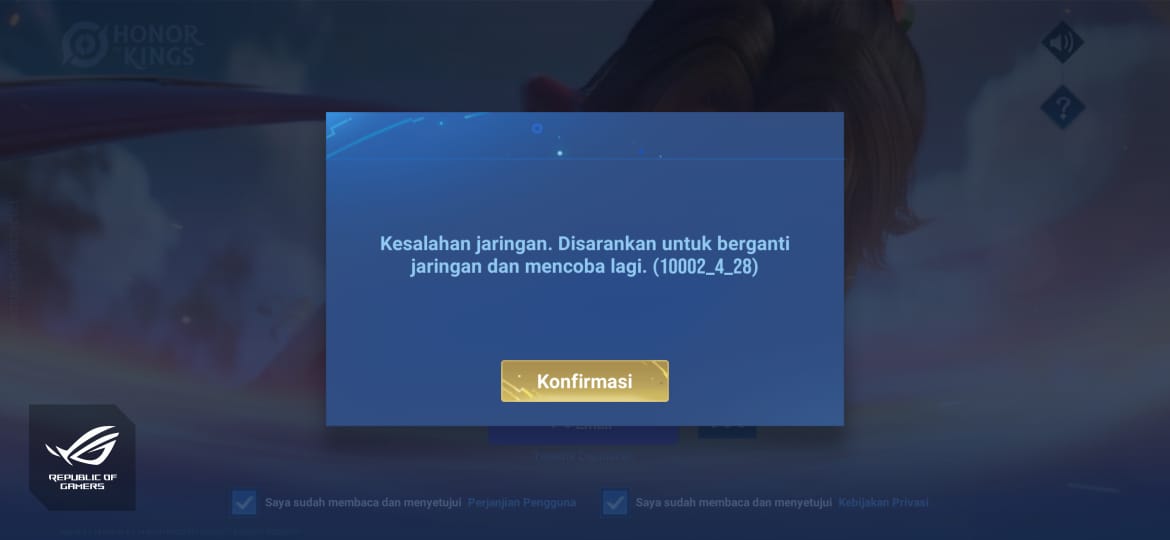 HONOR
OF KINGS
Kesalahan jaringan. Disarankan untuk berganti
jaringan dan mencoba lagi. (10002_4_28)
Konfirmasi
REPUBLIC OF
GAMERS
Saya sudah membaca dan menyetujui Perjanjian Pengguna
Saya sudah membaca dan menyetujui Kebijakan Privasi